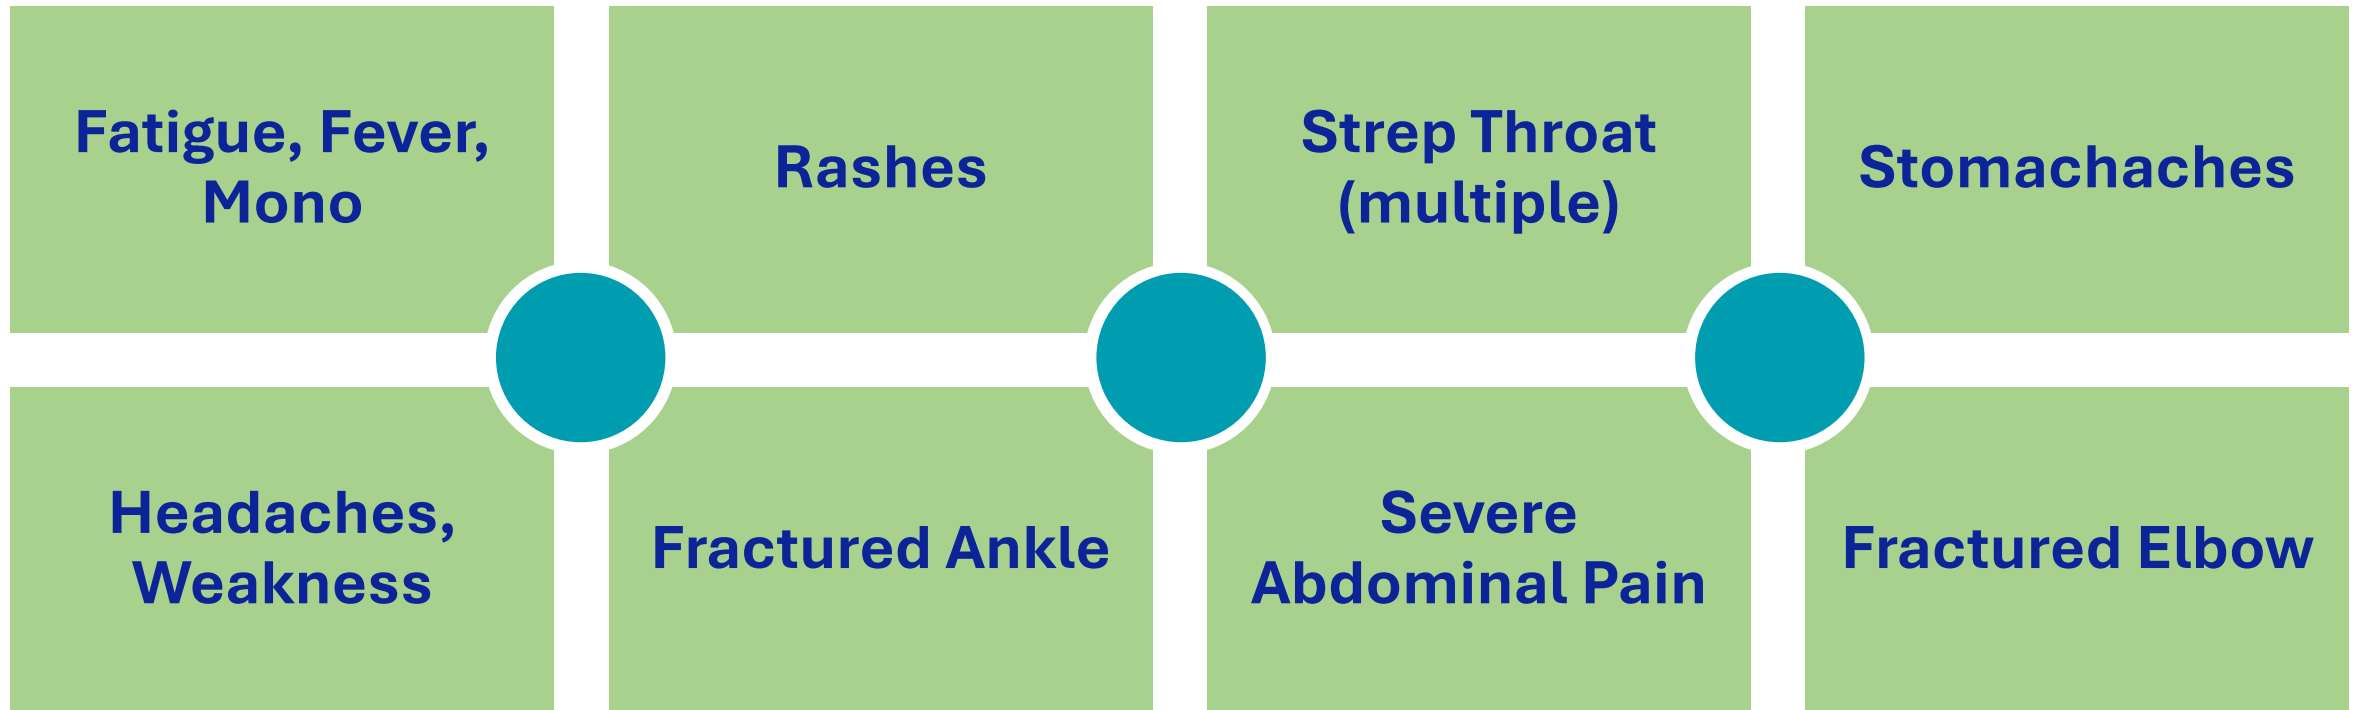 Fatigue, Fever,
Mono
Rashes
Strep Throat
(multiple)
Stomachaches
Headaches,
Weakness
Fractured Ankle
Severe
Abdominal Pain
Fractured Elbow